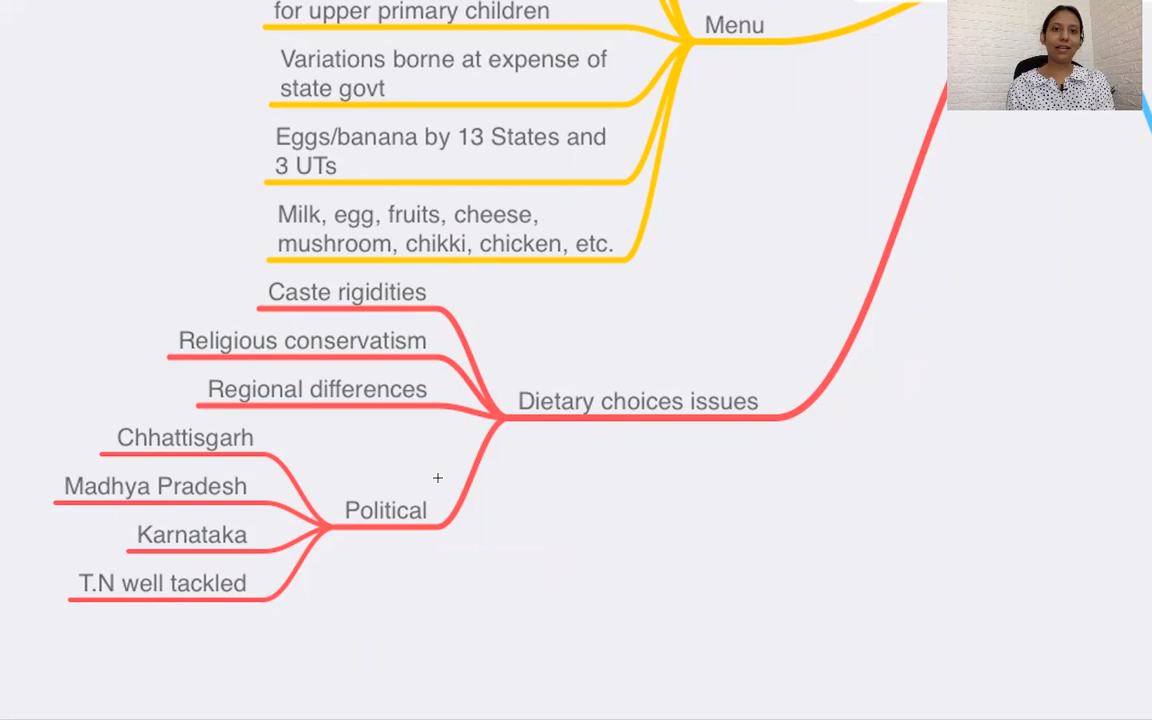 for upper primary children
Menu
Variations borne at expense of
state govt
Eggs/banana by 13 States and
3 UTs
Milk, egg, fruits, cheese,
mushroom, chikki, chicken, etc.
Caste rigidities
Religious conservatism
Regional differences
Dietary choices issues
Chhattisgarh
Madhya Pradesh
Political
Karnataka
T.N well tackled